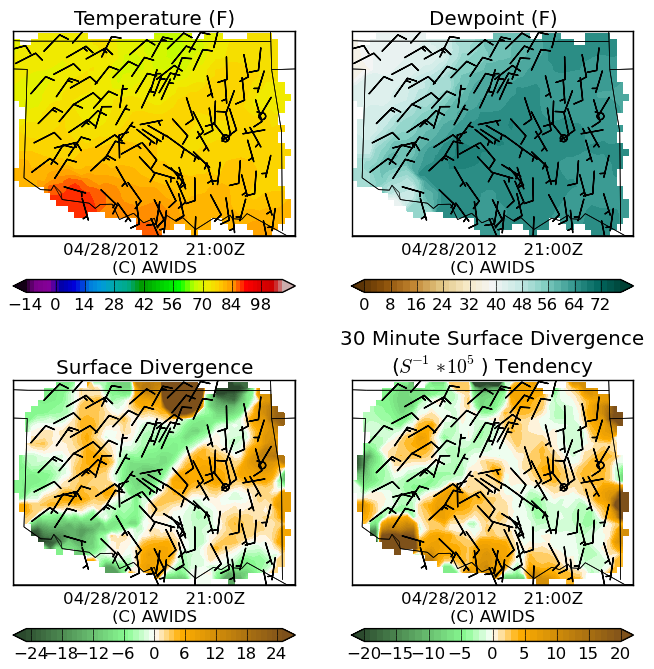 Temperature (F)
Dewpoint (F)
04/28/2012 21:00Z
(C) AWIDS
04/28/2012 21:00Z
(C) AWIDS
−14 0 14 28 42 56 70 84 98
0 8 16 24 32 40 48 56 64 72
Surface Divergence
30 Minute Surface Divergence
(S⁻¹ *10⁵ ) Tendency
04/28/2012 21:00Z
(C) AWIDS
04/28/2012 21:00Z
(C) AWIDS
−24 −18 −12 −6 0 6 12 18 24
−20 −15 −10 −5 0 5 10 15 20